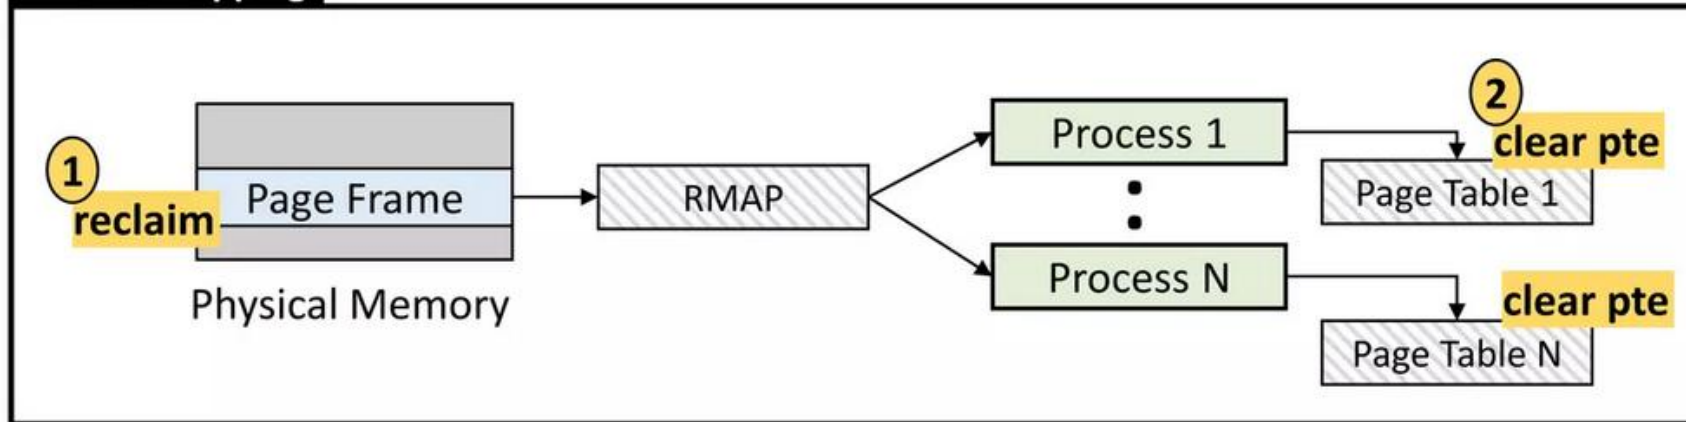 1
reclaim
Page Frame
Physical Memory
RMAP
Process 1
Process N
2
clear pte
Page Table 1
clear pte
Page Table N